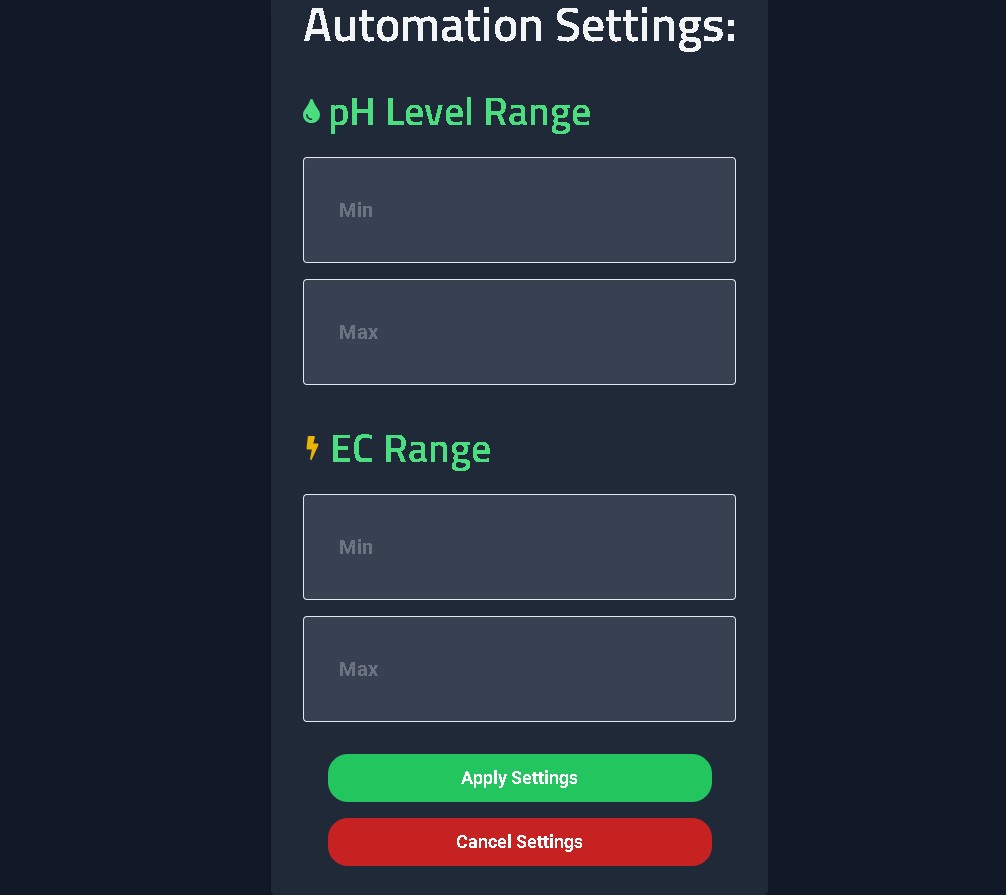 Automation Settings:
pH Level Range
Min
Max
EC Range
Min
Max
Apply Settings
Cancel Settings